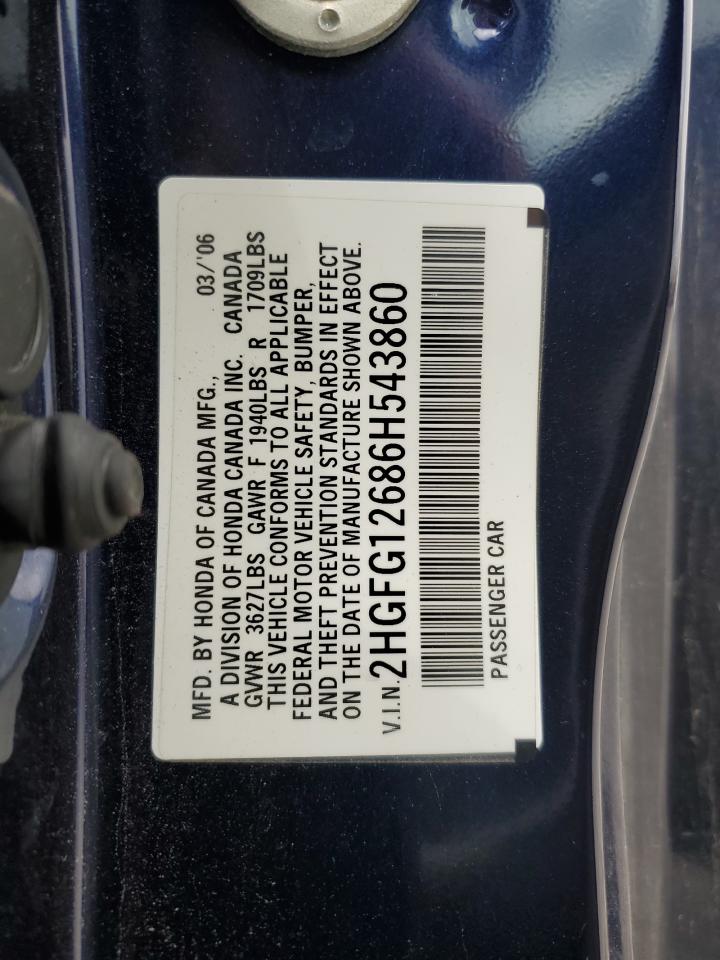 MFD. BY HONDA OF CANADA MFG., 03/'06
A DIVISION OF HONDA CANADA INC. CANADA
GVWR 3627LBS GAWR F 1940LBS R 1709LBS
THIS VEHICLE CONFORMS TO ALL APPLICABLE
FEDERAL MOTOR VEHICLE SAFETY, BUMPER,
AND THEFT PREVENTION STANDARDS IN EFFECT
ON THE DATE OF MANUFACTURE SHOWN ABOVE.
V.I.N. 2HGFG12686H543860
PASSENGER CAR